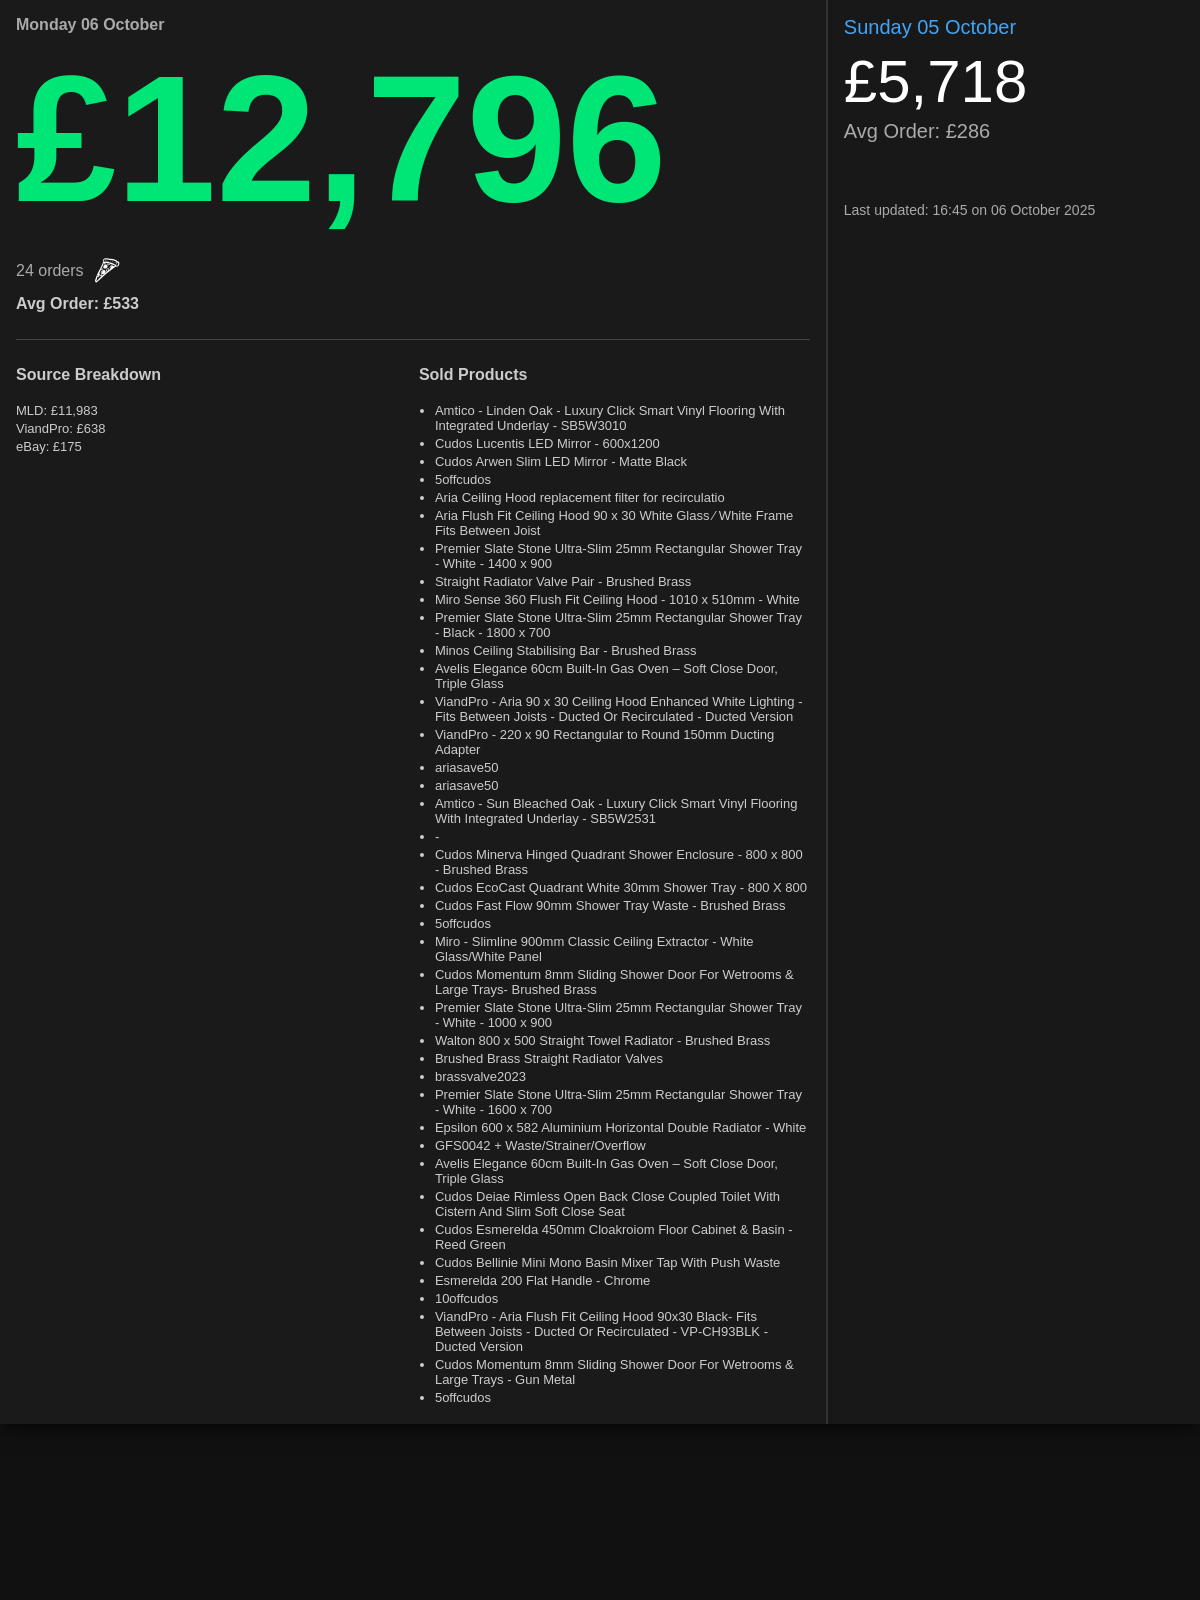 Monday 06 October
£12,796
24 orders
Avg Order: £533
Source Breakdown
MLD: £11,983
ViandPro: £638
eBay: £175
Sold Products
• Amtico - Linden Oak - Luxury Click Smart Vinyl Flooring With
Integrated Underlay - SB5W3010
• Cudos Lucentis LED Mirror - 600x1200
• Cudos Arwen Slim LED Mirror - Matte Black
• 5offcudos
• Aria Ceiling Hood replacement filter for recirculatio
• Aria Flush Fit Ceiling Hood 90 x 30 White Glass ⁄ White Frame
Fits Between Joist
• Premier Slate Stone Ultra-Slim 25mm Rectangular Shower Tray
- White - 1400 x 900
• Straight Radiator Valve Pair - Brushed Brass
• Miro Sense 360 Flush Fit Ceiling Hood - 1010 x 510mm - White
• Premier Slate Stone Ultra-Slim 25mm Rectangular Shower Tray
- Black - 1800 x 700
• Minos Ceiling Stabilising Bar - Brushed Brass
• Avelis Elegance 60cm Built-In Gas Oven – Soft Close Door,
Triple Glass
• ViandPro - Aria 90 x 30 Ceiling Hood Enhanced White Lighting -
Fits Between Joists - Ducted Or Recirculated - Ducted Version
• ViandPro - 220 x 90 Rectangular to Round 150mm Ducting
Adapter
• ariasave50
• ariasave50
• Amtico - Sun Bleached Oak - Luxury Click Smart Vinyl Flooring
With Integrated Underlay - SB5W2531
• -
• Cudos Minerva Hinged Quadrant Shower Enclosure - 800 x 800
- Brushed Brass
• Cudos EcoCast Quadrant White 30mm Shower Tray - 800 X 800
• Cudos Fast Flow 90mm Shower Tray Waste - Brushed Brass
• 5offcudos
• Miro - Slimline 900mm Classic Ceiling Extractor - White
Glass/White Panel
• Cudos Momentum 8mm Sliding Shower Door For Wetrooms &
Large Trays- Brushed Brass
• Premier Slate Stone Ultra-Slim 25mm Rectangular Shower Tray
- White - 1000 x 900
• Walton 800 x 500 Straight Towel Radiator - Brushed Brass
• Brushed Brass Straight Radiator Valves
• brassvalve2023
• Premier Slate Stone Ultra-Slim 25mm Rectangular Shower Tray
- White - 1600 x 700
• Epsilon 600 x 582 Aluminium Horizontal Double Radiator - White
• GFS0042 + Waste/Strainer/Overflow
• Avelis Elegance 60cm Built-In Gas Oven – Soft Close Door,
Triple Glass
• Cudos Deiae Rimless Open Back Close Coupled Toilet With
Cistern And Slim Soft Close Seat
• Cudos Esmerelda 450mm Cloakroiom Floor Cabinet & Basin -
Reed Green
• Cudos Bellinie Mini Mono Basin Mixer Tap With Push Waste
• Esmerelda 200 Flat Handle - Chrome
• 10offcudos
• ViandPro - Aria Flush Fit Ceiling Hood 90x30 Black- Fits
Between Joists - Ducted Or Recirculated - VP-CH93BLK -
Ducted Version
• Cudos Momentum 8mm Sliding Shower Door For Wetrooms &
Large Trays - Gun Metal
• 5offcudos
Sunday 05 October
£5,718
Avg Order: £286
Last updated: 16:45 on 06 October 2025